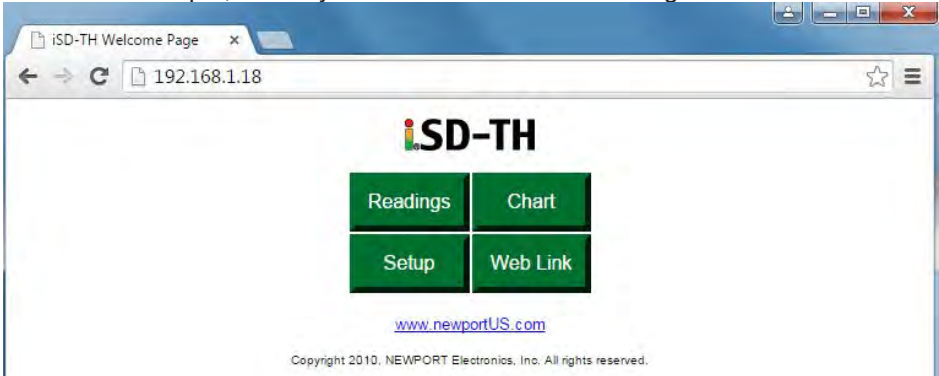 iSD-TH Welcome Page
192.168.1.18
iSD-TH
Readings Chart
Setup Web Link
www.newportUS.com
Copyright 2010, NEWPORT Electronics, Inc. All rights reserved.